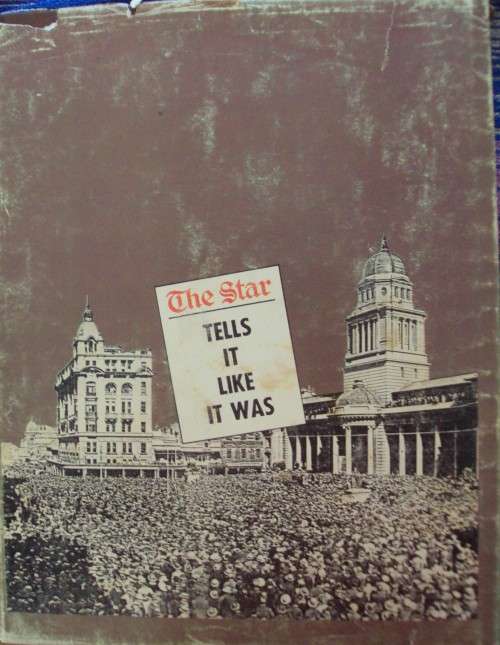 The Star
TELLS
IT
LIKE
IT WAS